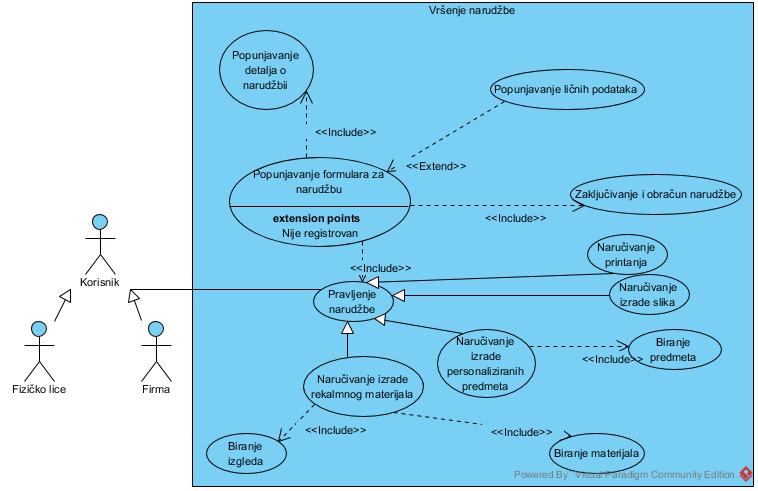 Vršenje narudžbe
Popunjavanje
detalja o
narudžbii
Popunjavanje ličnih podataka
<<Include>>
<<Extend>>
Popunjavanje formulara za
narudžbu
extension points
Nije registrovan
Zaključivanje i obračun narudžbe
<<Include>>
Naručivanje
printanja
<<Include>>
Korisnik
Pravljenje
narudžbe
Naručivanje
izrade slika
Fizičko lice
Firma
Naručivanje
izrade
personaliziranih
predmeta
Biranje
predmeta
<<Include>>
Naručivanje izrade
rekalmnog materijala
<<Include>>
<<Include>>
Biranje
izgleda
Biranje materijala
Powered By Visual Paradigm Community Edition